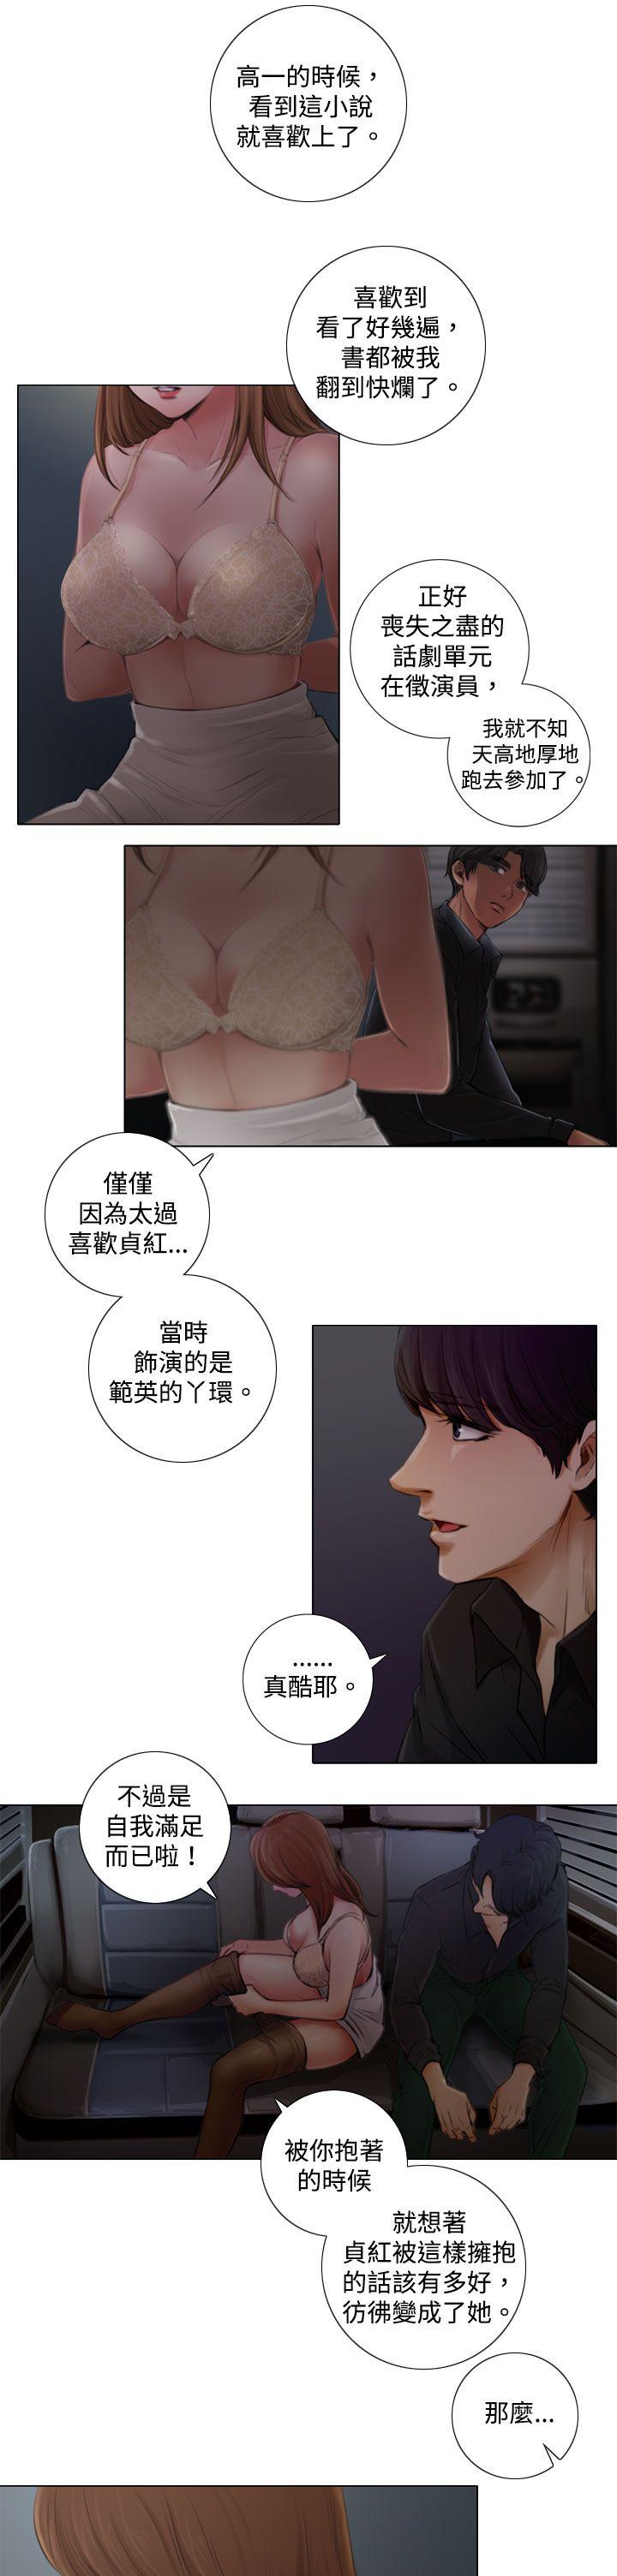 高一的時候，
看到這小說
就喜歡上了。
喜歡到
看了好幾遍，
書都被我
翻到快爛了。
正好
喪失之盡的
話劇單元
在徵演員，
我就不知
天高地厚地
跑去參加了。
僅僅
因為太過
喜歡貞紅...
當時
飾演的是
範英的丫環。
......
真酷耶。
不過是
自我滿足
而已啦！
被你抱著
的時候
就想著
貞紅被這樣擁抱
的話該有多好，
彷彿變成了她。
那麼...